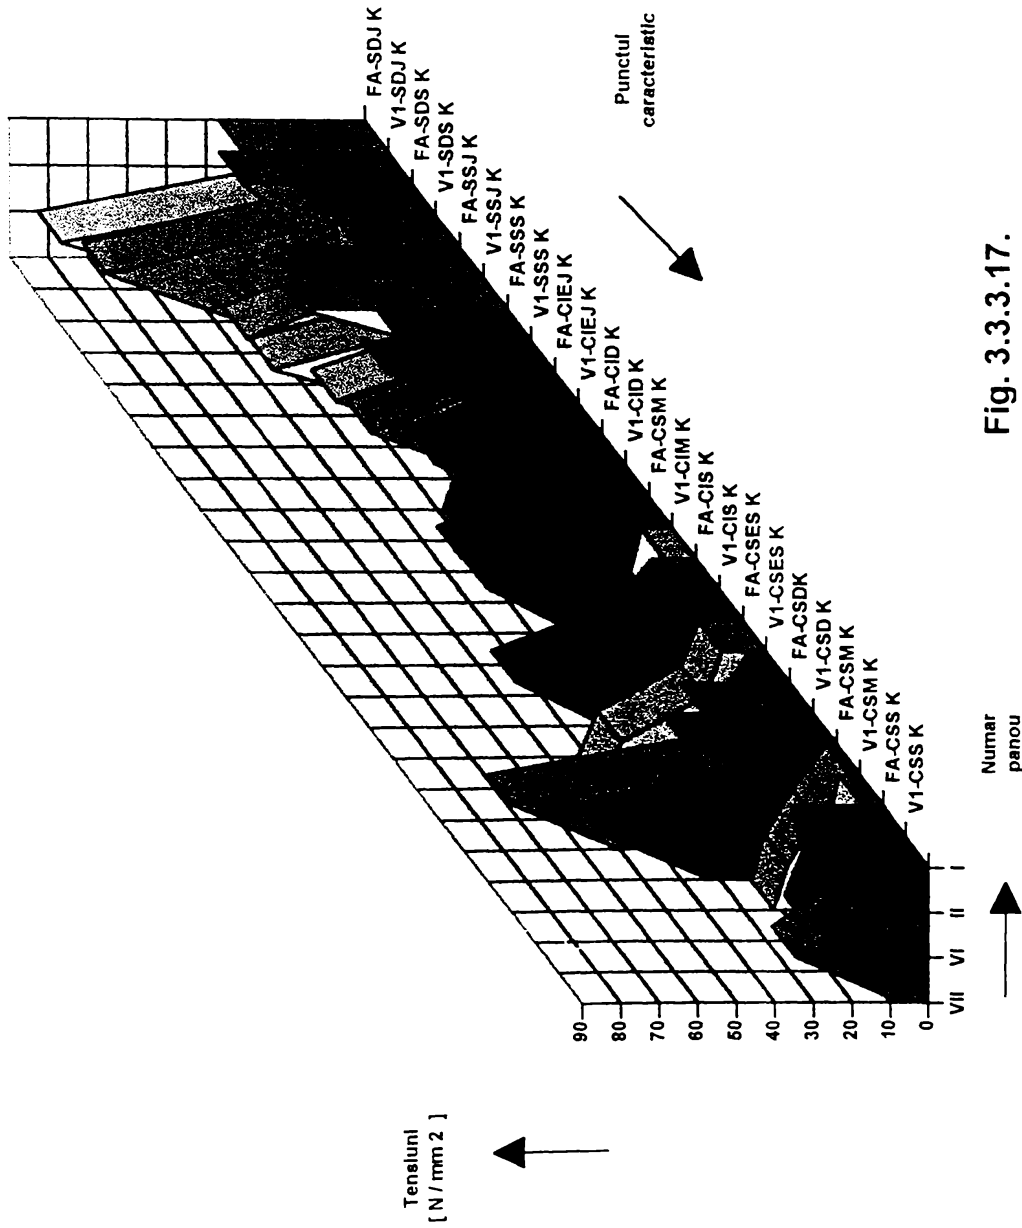 Tensiuni
[ N / mm 2 ]
90
80
70
60
50
40
30
20
10
0
VII
VI
II
I
Numar
panou
V1-CSS K
FA-CSS K
V1-CSM K
FA-CSM K
V1-CSD K
FA-CSDK
V1-CSES K
FA-CSES K
V1-CIS K
FA-CIS K
V1-CIM K
FA-CSM K
V1-CID K
FA-CID K
V1-CIEJ K
FA-CIEJ K
V1-SSS K
FA-SSS K
V1-SSJ K
FA-SSJ K
V1-SDS K
FA-SDS K
V1-SDJ K
FA-SDJ K
Punctul
caracteristic
Fig. 3.3.3.17.